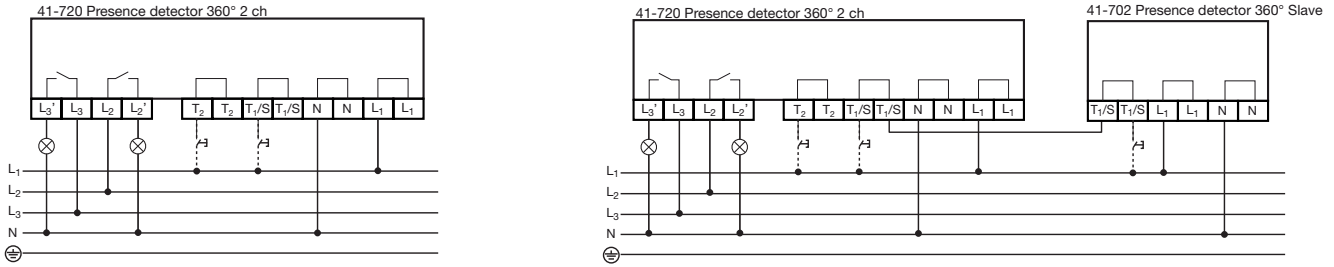 41-720 Presence detector 360° 2 ch
L₃' L₃ L₂ L₂' T₂ T₂ T₁/S T₁/S N N L₁ L₁
L₁
L₂
L₃
N
41-720 Presence detector 360° 2 ch
L₃' L₃ L₂ L₂' T₂ T₂ T₁/S T₁/S N N L₁ L₁
41-702 Presence detector 360° Slave
T₁/S T₁/S L₁ L₁ N N
L₁
L₂
L₃
N